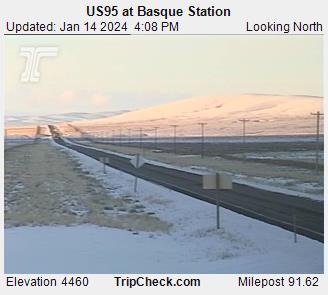 US95 at Basque Station
Updated: Jan 14 2024 4:08 PM Looking North
Elevation 4460 TripCheck.com Milepost 91.62